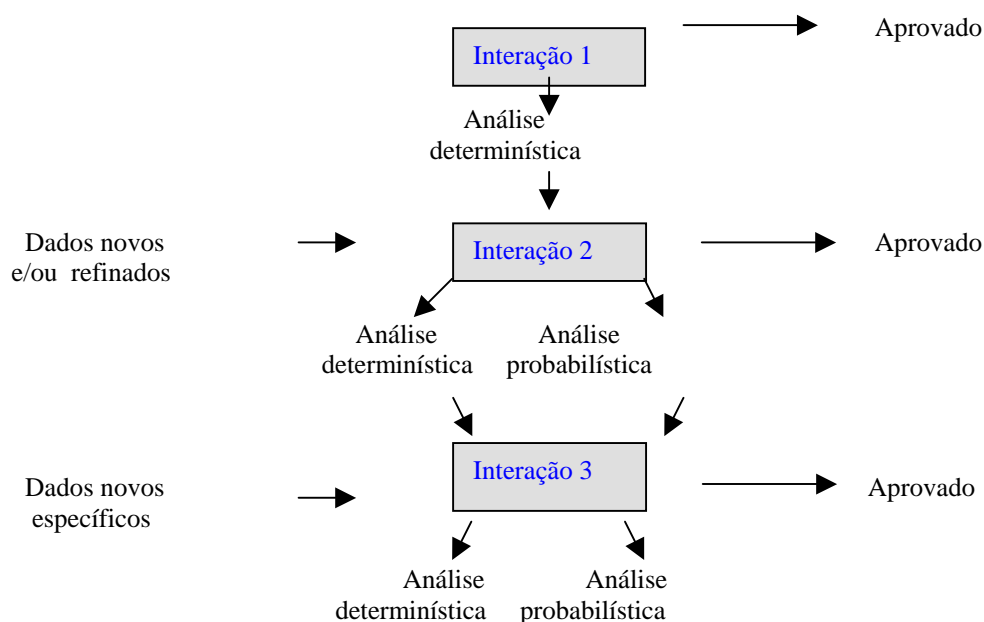 Aprovado
Interação 1
Análise
determinística
Dados novos
e/ou refinados
Interação 2
Aprovado
Análise
determinística
Análise
probabilística
Dados novos
específicos
Interação 3
Aprovado
Análise
determinística
Análise
probabilística